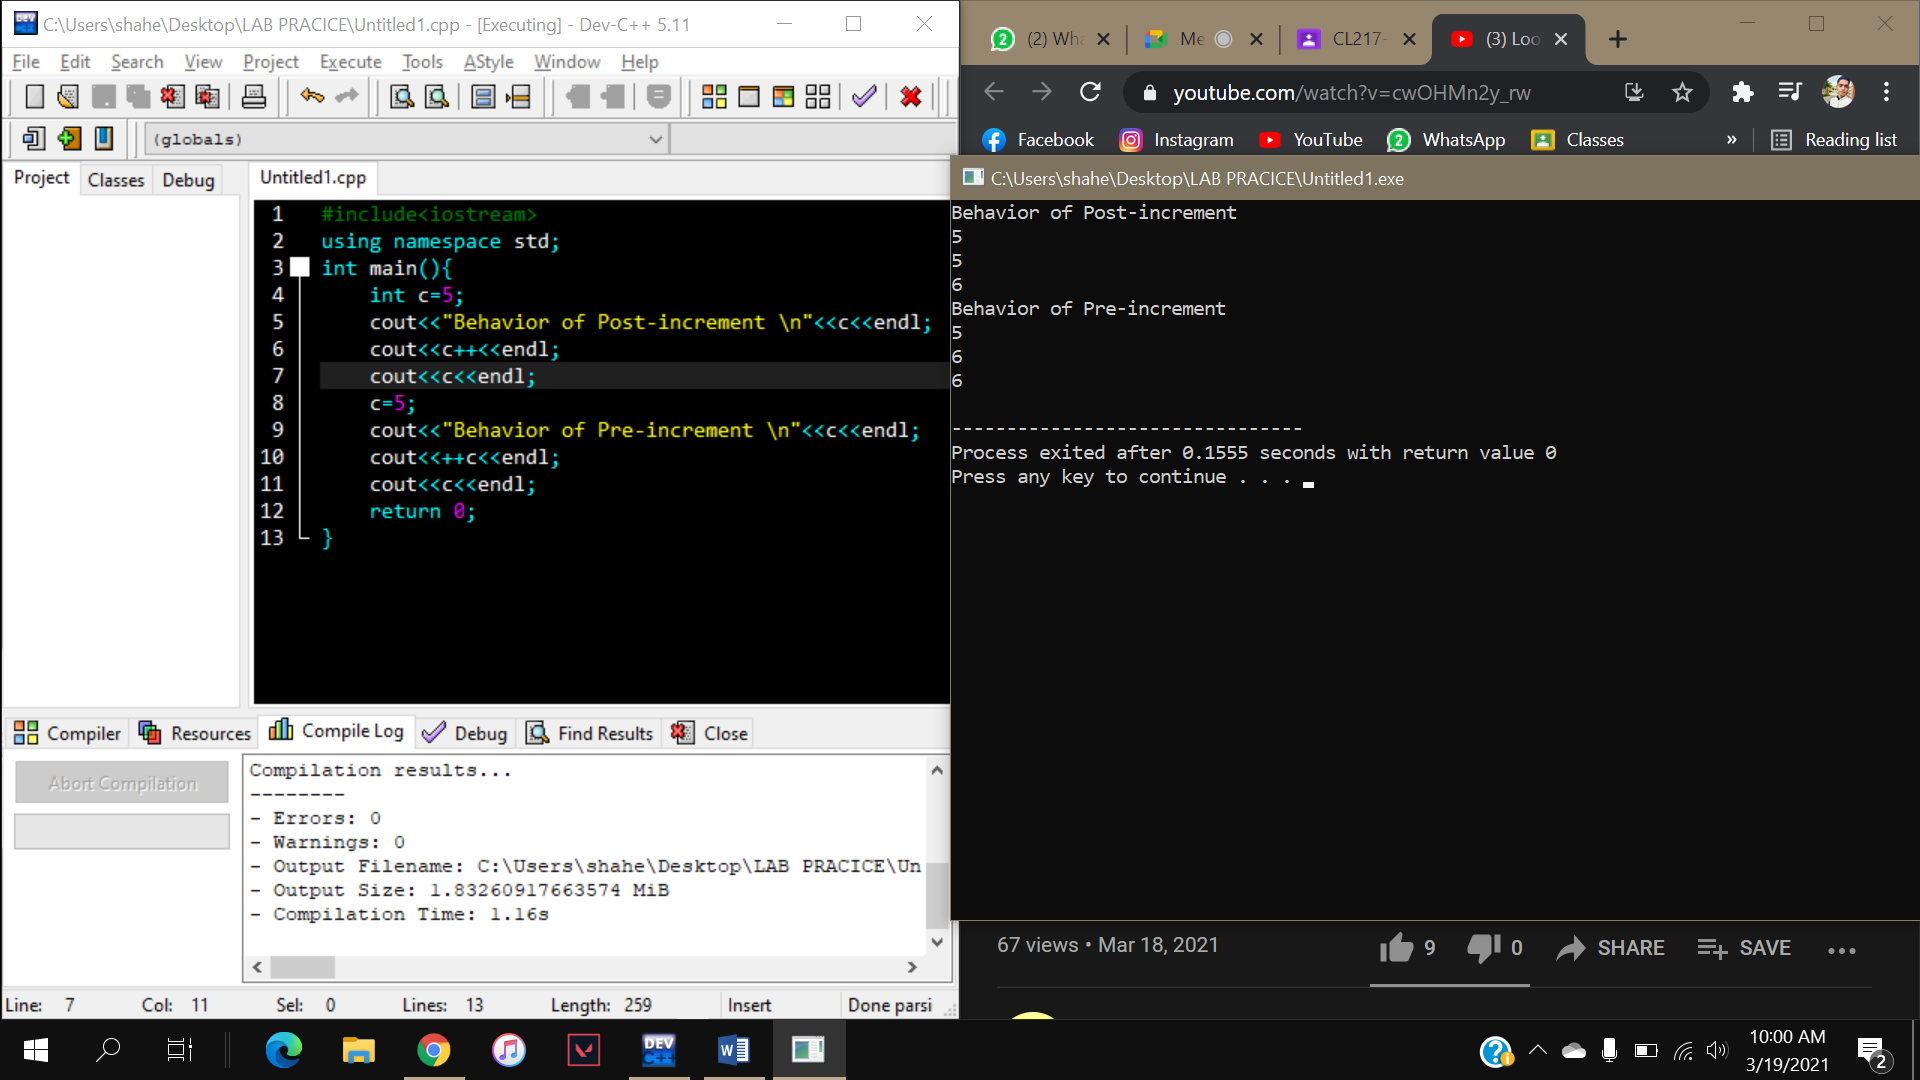 C:\Users\shahe\Desktop\LAB PRACICE\Untitled1.cpp - [Executing] - Dev-C++ 5.11
File Edit Search View Project Execute Tools AStyle Window Help
(globals)
Project Classes Debug
Untitled1.cpp
1 #include<iostream>
2 using namespace std;
3 int main(){
4 int c=5;
5 cout<<"Behavior of Post-increment \n"<<c<<endl;
6 cout<<c++<<endl;
7 cout<<c<<endl;
8 c=5;
9 cout<<"Behavior of Pre-increment \n"<<c<<endl;
10 cout<<++c<<endl;
11 cout<<c<<endl;
12 return 0;
13 }
Compiler Resources Compile Log Debug Find Results Close
Abort Compilation
Compilation results...
--------
- Errors: 0
- Warnings: 0
- Output Filename: C:\Users\shahe\Desktop\LAB PRACICE\Un
- Output Size: 1.83260917663574 MiB
- Compilation Time: 1.16s
Line: 7 Col: 11 Sel: 0 Lines: 13 Length: 259 Insert Done parsi
2 (2) Wha Me CL217- (3) Loo
youtube.com/watch?v=cwOHMn2y_rw
Facebook Instagram YouTube 2 WhatsApp Classes » Reading list
C:\Users\shahe\Desktop\LAB PRACICE\Untitled1.exe
Behavior of Post-increment
5
5
6
Behavior of Pre-increment
5
6
6
--------------------------------
Process exited after 0.1555 seconds with return value 0
Press any key to continue . . .
67 views • Mar 18, 2021 9 0 SHARE SAVE
DEV C++ W
10:00 AM
3/19/2021
2